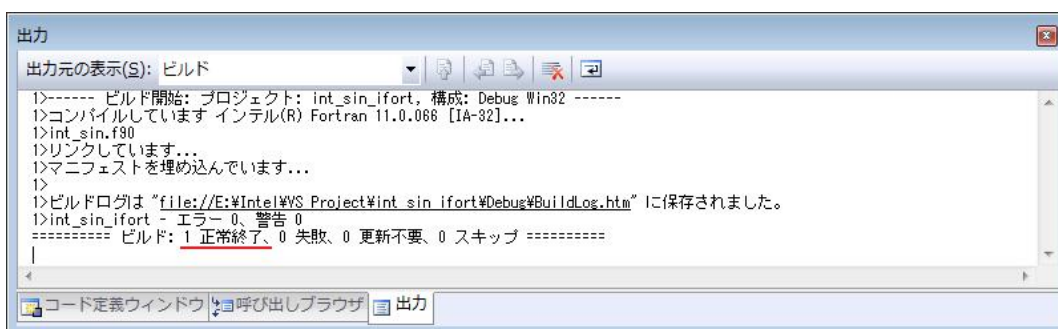 出力
出力元の表示(S): ビルド
1>------ ビルド開始: プロジェクト: int_sin_ifort, 構成: Debug Win32 ------
1>コンパイルしています インテル(R) Fortran 11.0.066 [IA-32]...
1>int_sin.f90
1>リンクしています...
1>マニフェストを埋め込んでいます...
1>
1>ビルドログは "file://E:¥Intel¥VS Project¥int_sin_ifort¥Debug¥BuildLog.htm" に保存されました。
1>int_sin_ifort - エラー 0、警告 0
========== ビルド: 1 正常終了、0 失敗、0 更新不要、0 スキップ ==========
コード定義ウィンドウ 呼び出しブラウザ 出力